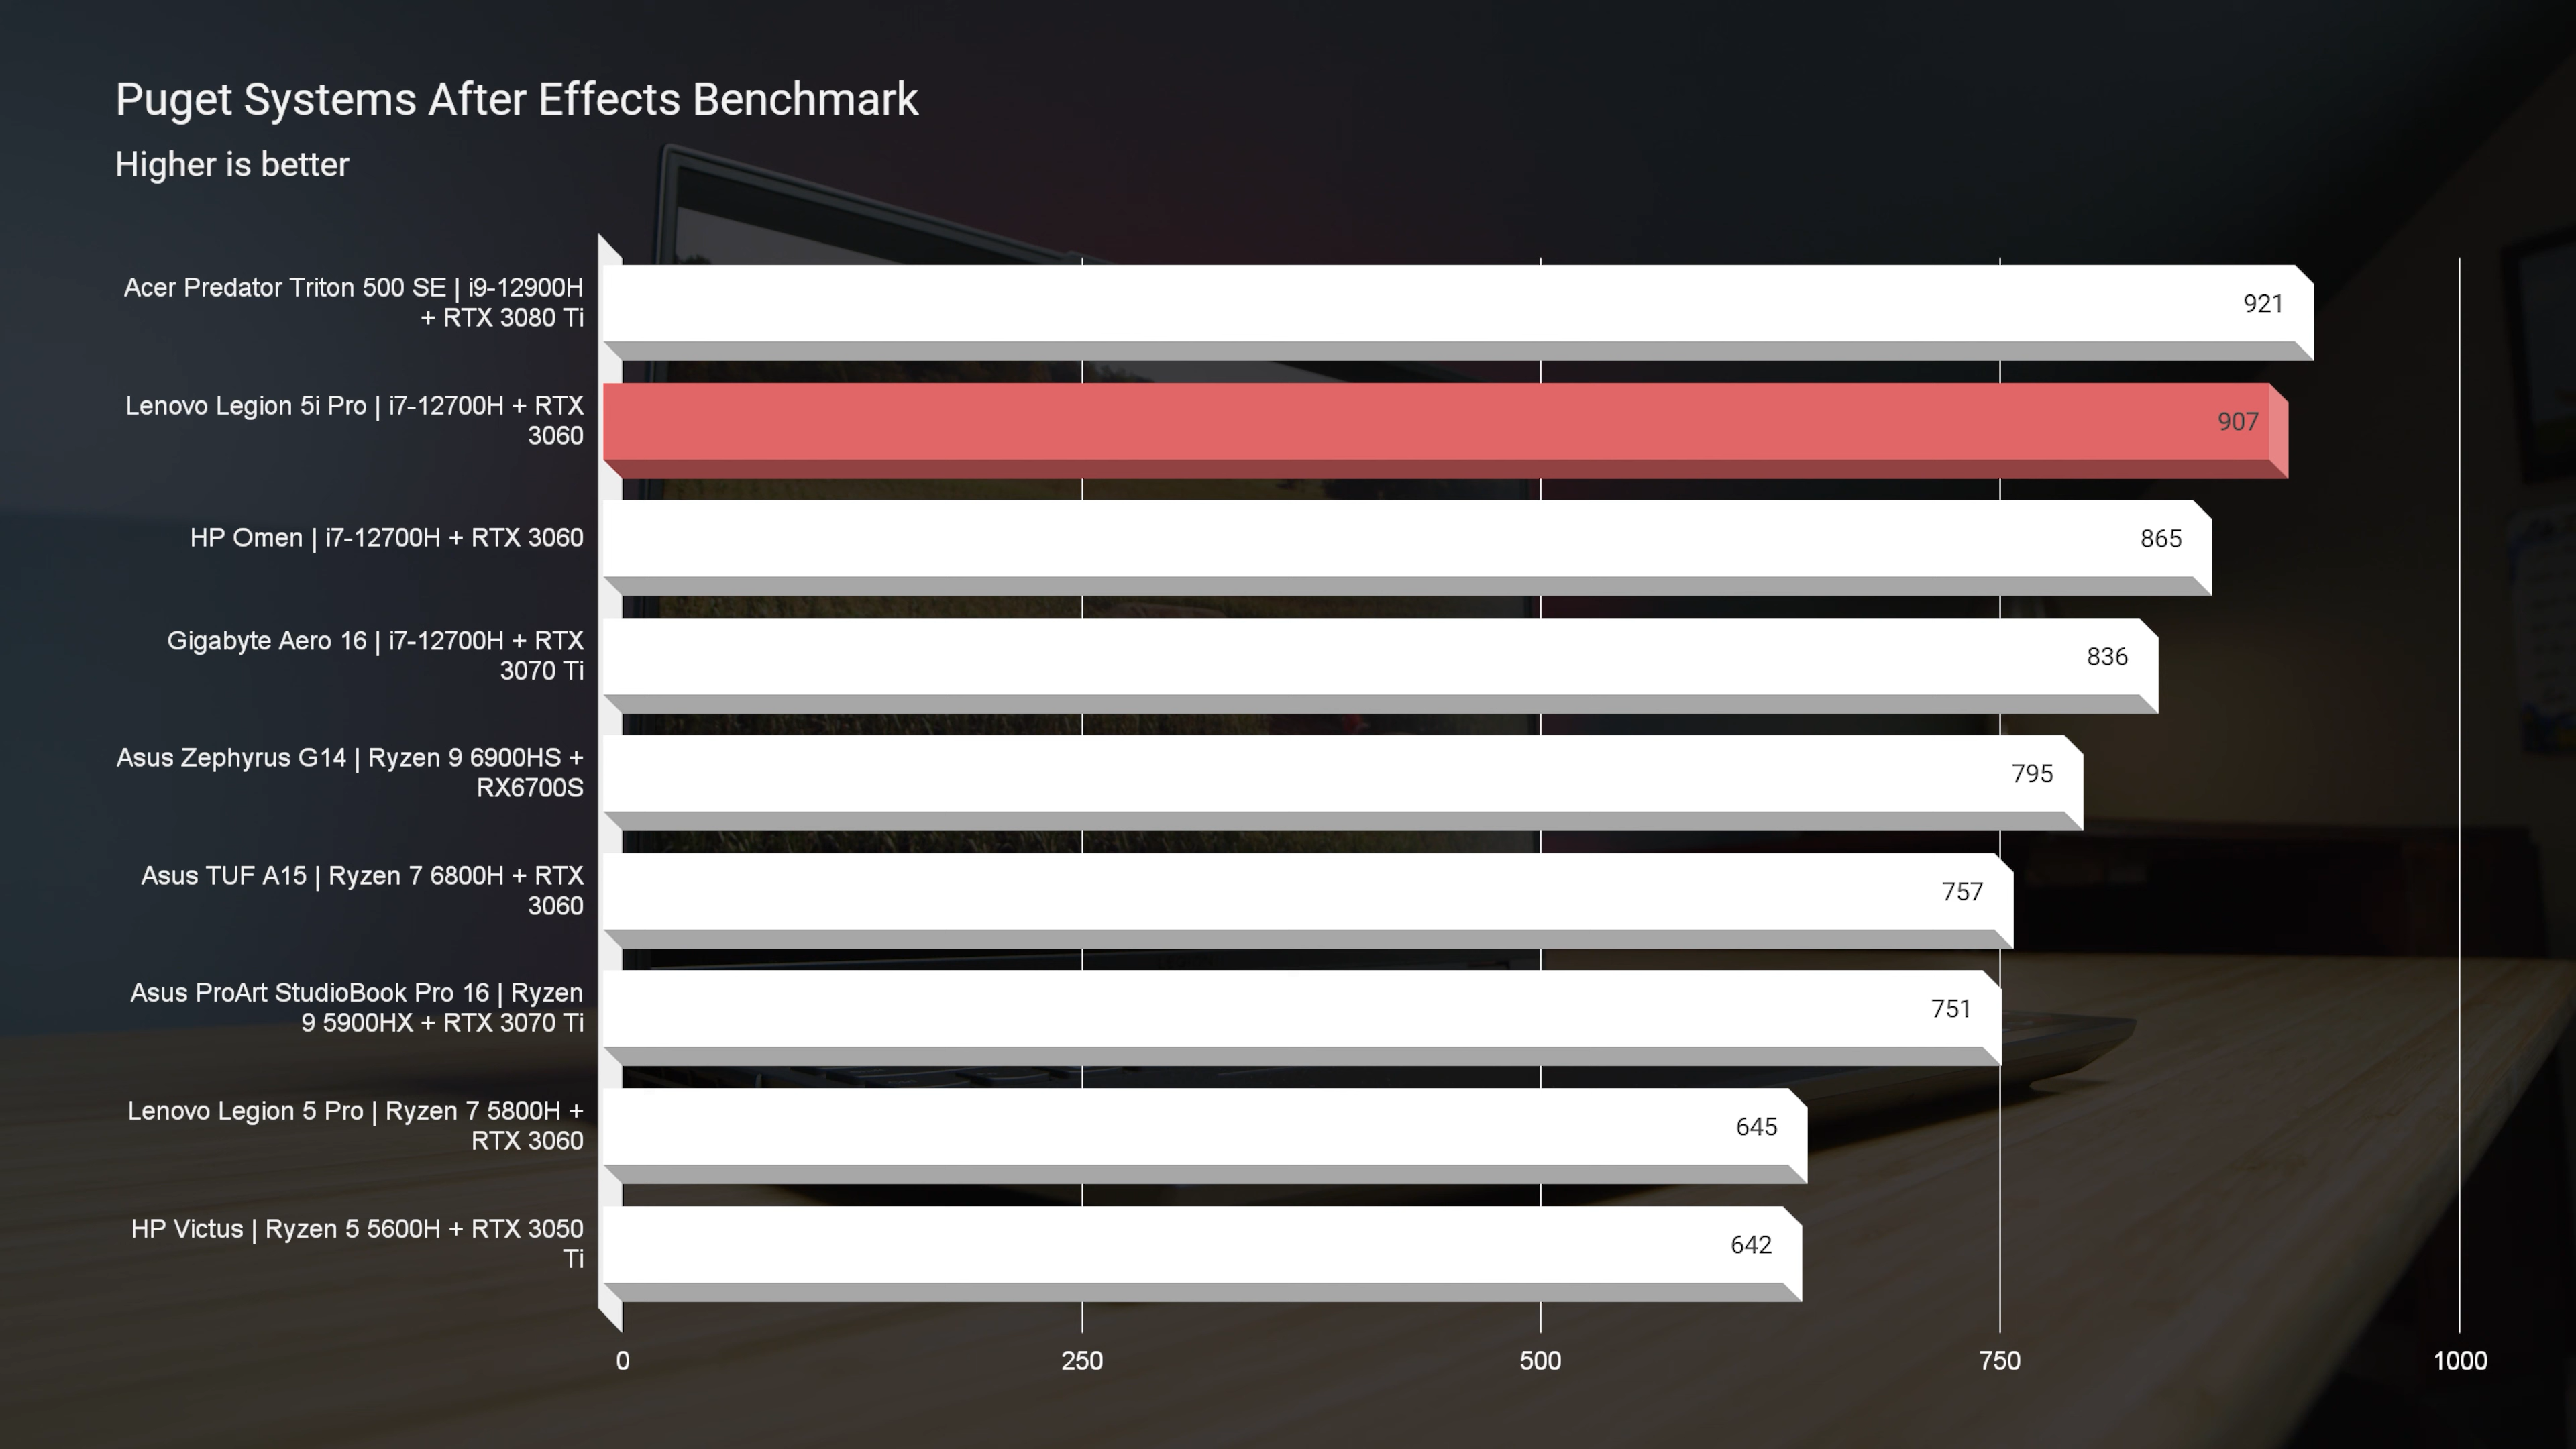 Puget Systems After Effects Benchmark
Higher is better
Acer Predator Triton 500 SE | i9-12900H
+ RTX 3080 Ti
921
Lenovo Legion 5i Pro | i7-12700H + RTX
3060
907
HP Omen | i7-12700H + RTX 3060
865
Gigabyte Aero 16 | i7-12700H + RTX
3070 Ti
836
Asus Zephyrus G14 | Ryzen 9 6900HS +
RX6700S
795
Asus TUF A15 | Ryzen 7 6800H + RTX
3060
757
Asus ProArt StudioBook Pro 16 | Ryzen
9 5900HX + RTX 3070 Ti
751
Lenovo Legion 5 Pro | Ryzen 7 5800H +
RTX 3060
645
HP Victus | Ryzen 5 5600H + RTX 3050
Ti
642
0 250 500 750 1000